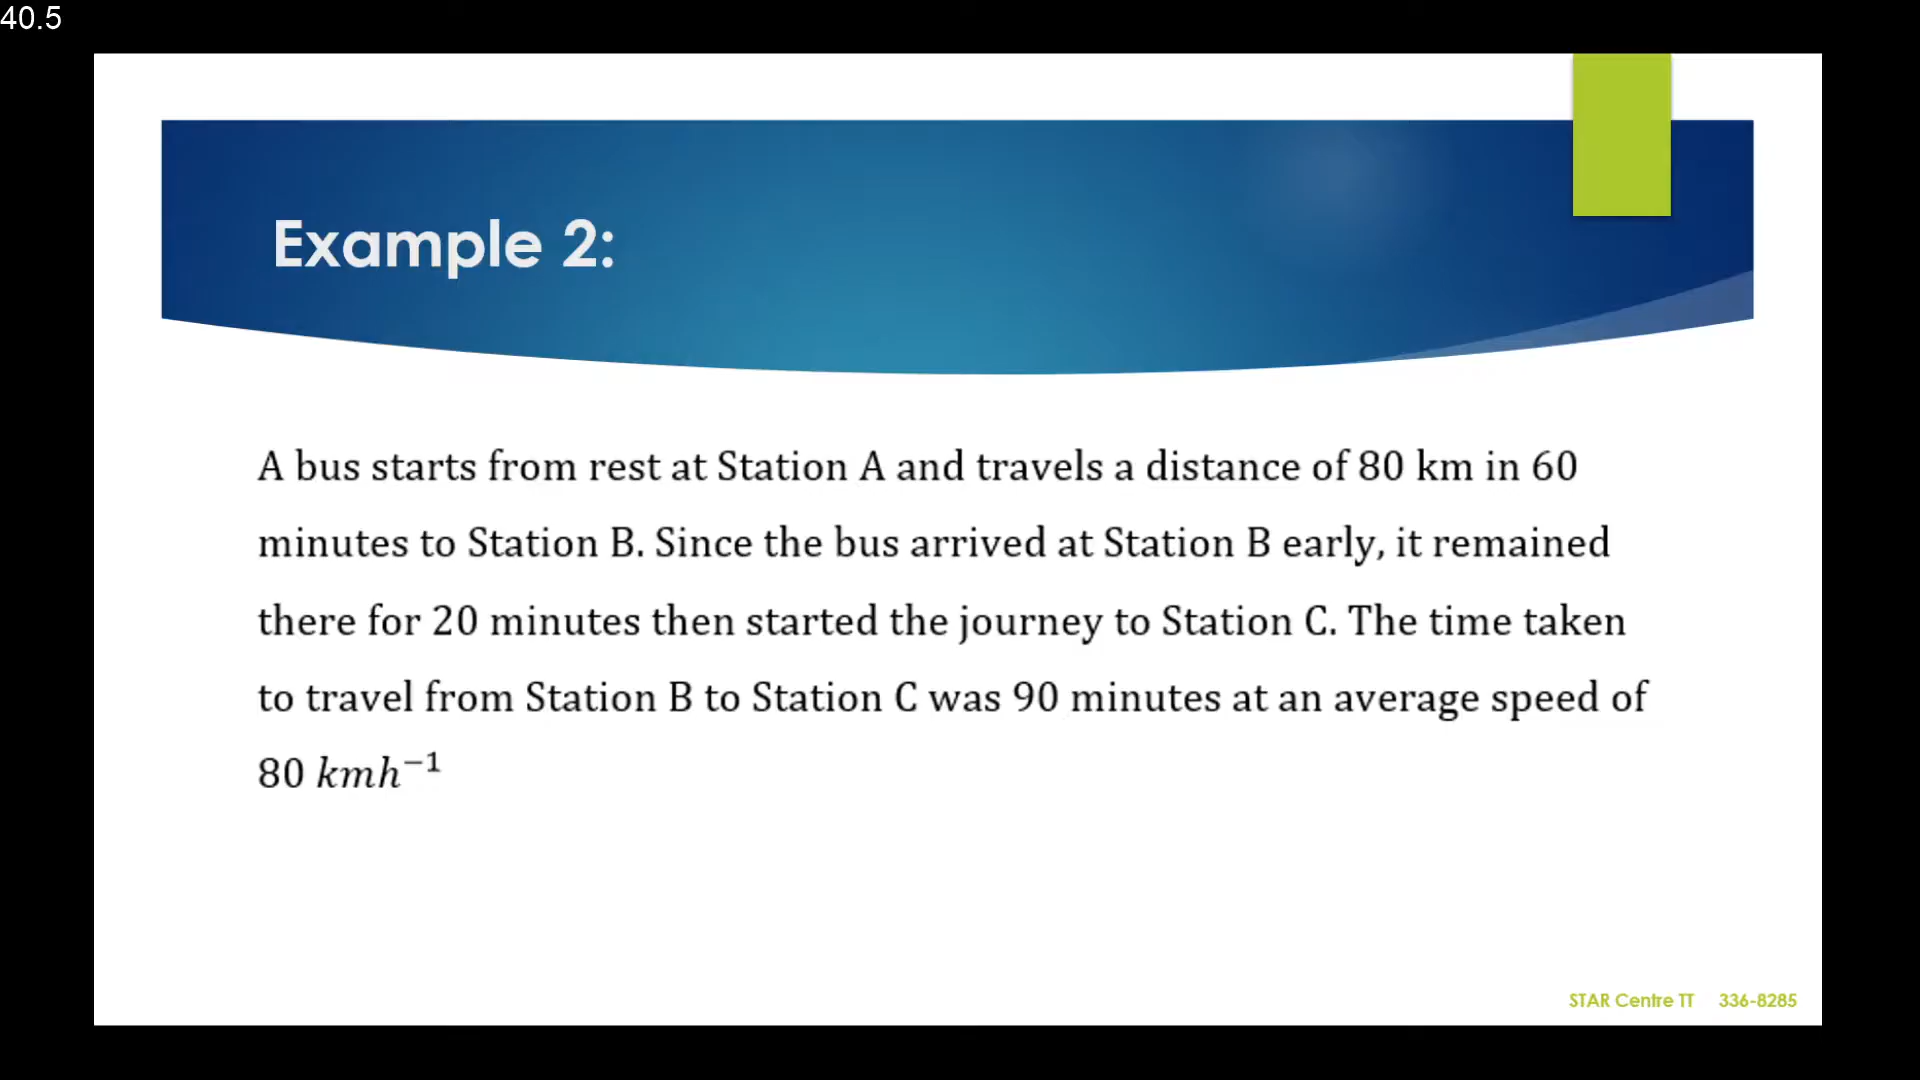 40.5
Example 2:
A bus starts from rest at Station A and travels a distance of 80 km in 60
minutes to Station B. Since the bus arrived at Station B early, it remained
there for 20 minutes then started the journey to Station C. The time taken
to travel from Station B to Station C was 90 minutes at an average speed of
80 kmh⁻¹
STAR Centre TT 336-8285